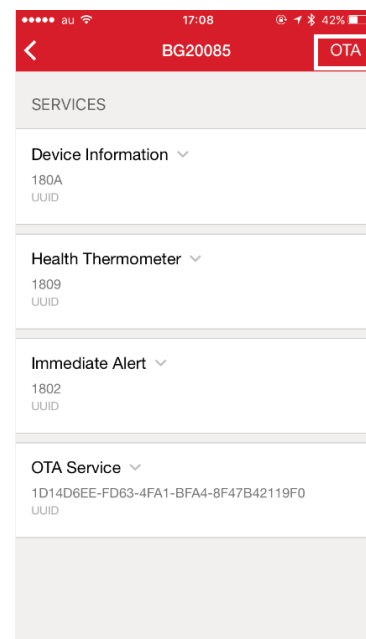 au 17:08 42%
BG20085 OTA
SERVICES
Device Information
180A
UUID
Health Thermometer
1809
UUID
Immediate Alert
1802
UUID
OTA Service
1D14D6EE-FD63-4FA1-BFA4-8F47B42119F0
UUID